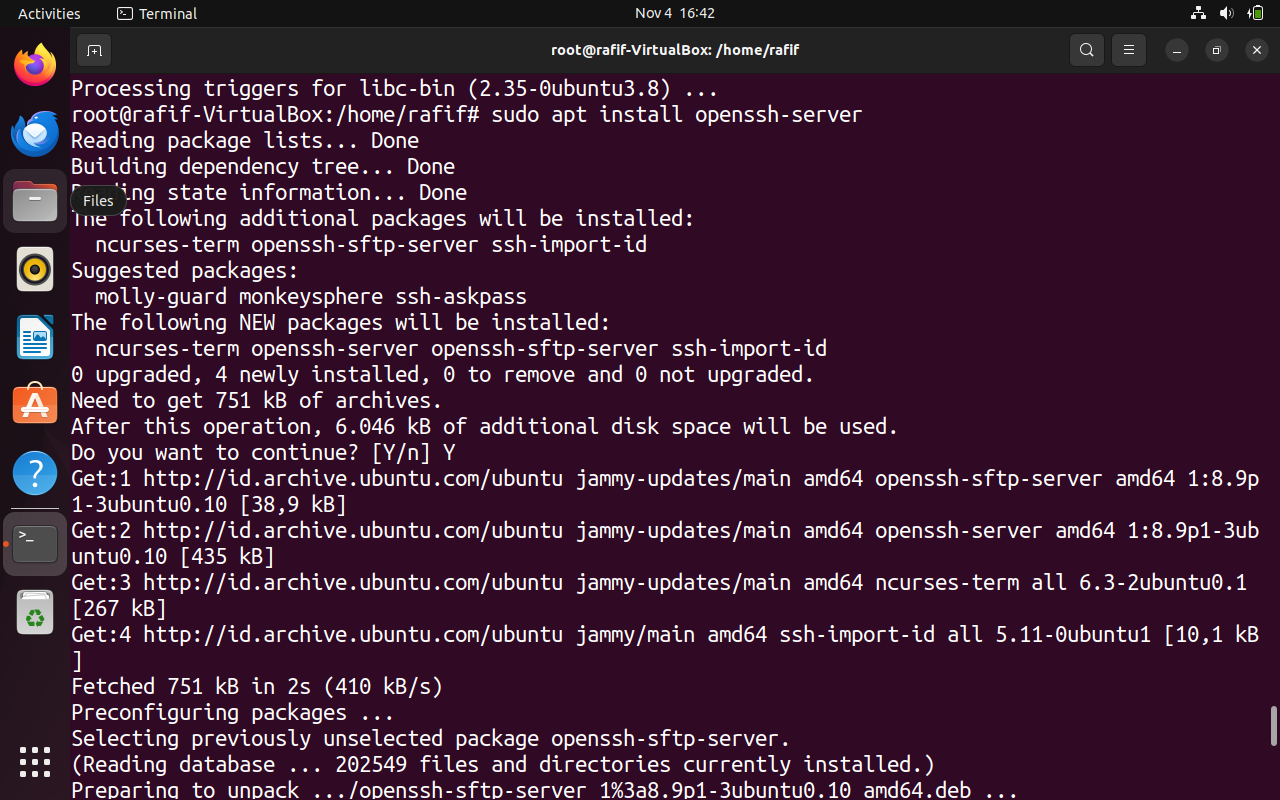 Activities
Terminal
Nov 4 16:42
root@rafif-VirtualBox: /home/rafif
Processing triggers for libc-bin (2.35-0ubuntu3.8) ...
root@rafif-VirtualBox:/home/rafif# sudo apt install openssh-server
Reading package lists... Done
Building dependency tree... Done
Reading state information... Done
Files
The following additional packages will be installed:
  ncurses-term openssh-sftp-server ssh-import-id
Suggested packages:
  molly-guard monkeysphere ssh-askpass
The following NEW packages will be installed:
  ncurses-term openssh-server openssh-sftp-server ssh-import-id
0 upgraded, 4 newly installed, 0 to remove and 0 not upgraded.
Need to get 751 kB of archives.
After this operation, 6.046 kB of additional disk space will be used.
Do you want to continue? [Y/n] Y
Get:1 http://id.archive.ubuntu.com/ubuntu jammy-updates/main amd64 openssh-sftp-server amd64 1:8.9p
1-3ubuntu0.10 [38,9 kB]
Get:2 http://id.archive.ubuntu.com/ubuntu jammy-updates/main amd64 openssh-server amd64 1:8.9p1-3ub
untu0.10 [435 kB]
Get:3 http://id.archive.ubuntu.com/ubuntu jammy-updates/main amd64 ncurses-term all 6.3-2ubuntu0.1
[267 kB]
Get:4 http://id.archive.ubuntu.com/ubuntu jammy/main amd64 ssh-import-id all 5.11-0ubuntu1 [10,1 kB
]
Fetched 751 kB in 2s (410 kB/s)
Preconfiguring packages ...
Selecting previously unselected package openssh-sftp-server.
(Reading database ... 202549 files and directories currently installed.)
Preparing to unpack .../openssh-sftp-server_1%3a8.9p1-3ubuntu0.10_amd64.deb ...